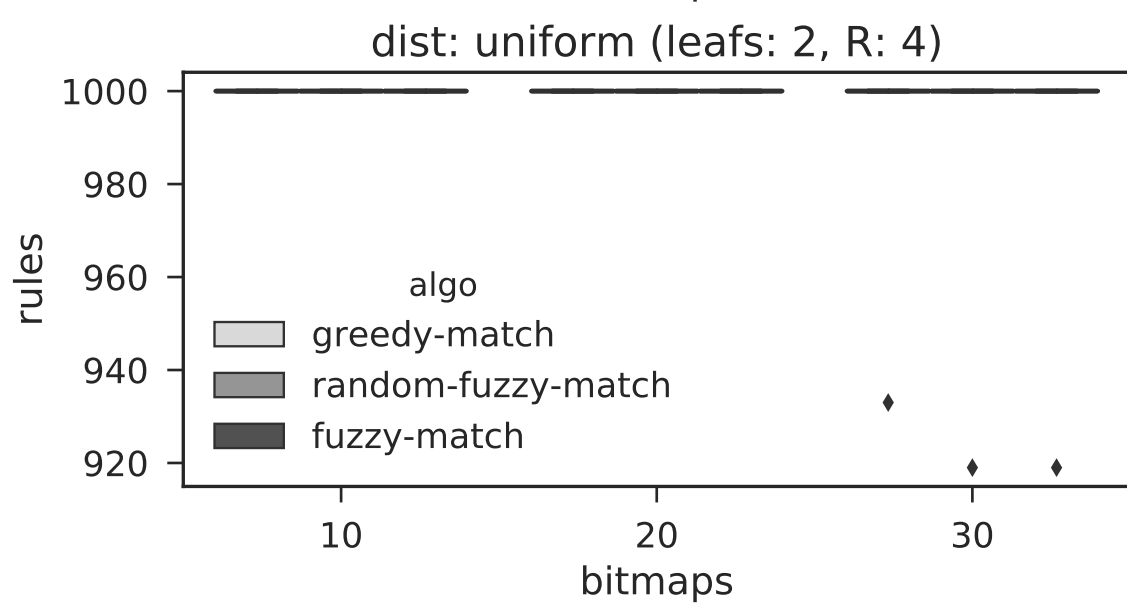 dist: uniform (leafs: 2, R: 4)
1000
980
960
940
920
rules
algo
greedy-match
random-fuzzy-match
fuzzy-match
10 20 30
bitmaps